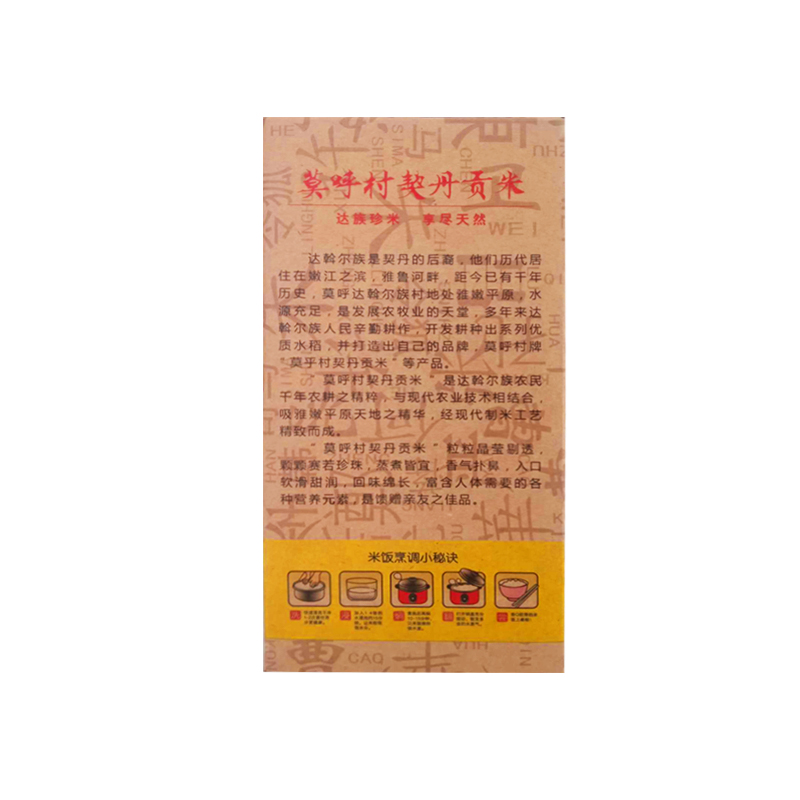 莫呼村契丹贡米
达族珍米 享尽天然
达斡尔族是契丹的后裔，他们历代居
住在嫩江之滨，雅鲁河畔，距今已有千年
历史，莫呼达斡尔族村地处雅嫩平原，水
源充足，是发展农牧业的天堂，多年来达
斡尔族人民辛勤耕作，开发耕种出系列优
质水稻，并打造出自己的品牌，莫呼村牌
“莫乎村契丹贡米”等产品。
“莫呼村契丹贡米”是达斡尔族农民
千年农耕之精粹，与现代农业技术相结合，
吸雅嫩平原天地之精华，经现代制米工艺
精致而成。
“莫呼村契丹贡米”粒粒晶莹剔透，
颗颗赛若珍珠，蒸煮皆宜，香气扑鼻，入口
软滑甜润，回味绵长，富含人体需要的各
种营养元素，是馈赠亲友之佳品。
米饭烹调小秘诀
HE
SIMA
SHEN
CHEN
ZHU
WEI
HUA
HAN
CAO